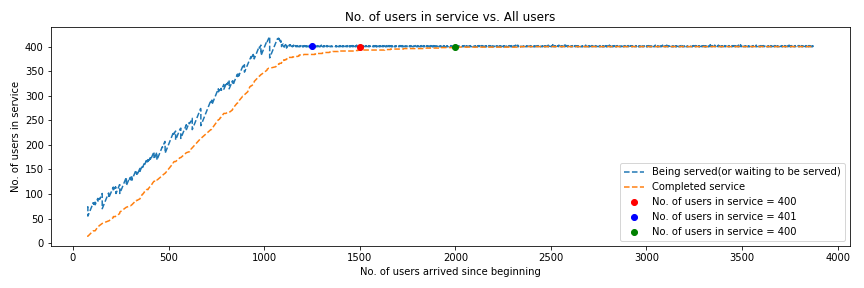 No. of users in service vs. All users
No. of users in service
400
350
300
250
200
150
100
50
0
Being served(or waiting to be served)
Completed service
No. of users in service = 400
No. of users in service = 401
No. of users in service = 400
0 500 1000 1500 2000 2500 3000 3500 4000
No. of users arrived since beginning